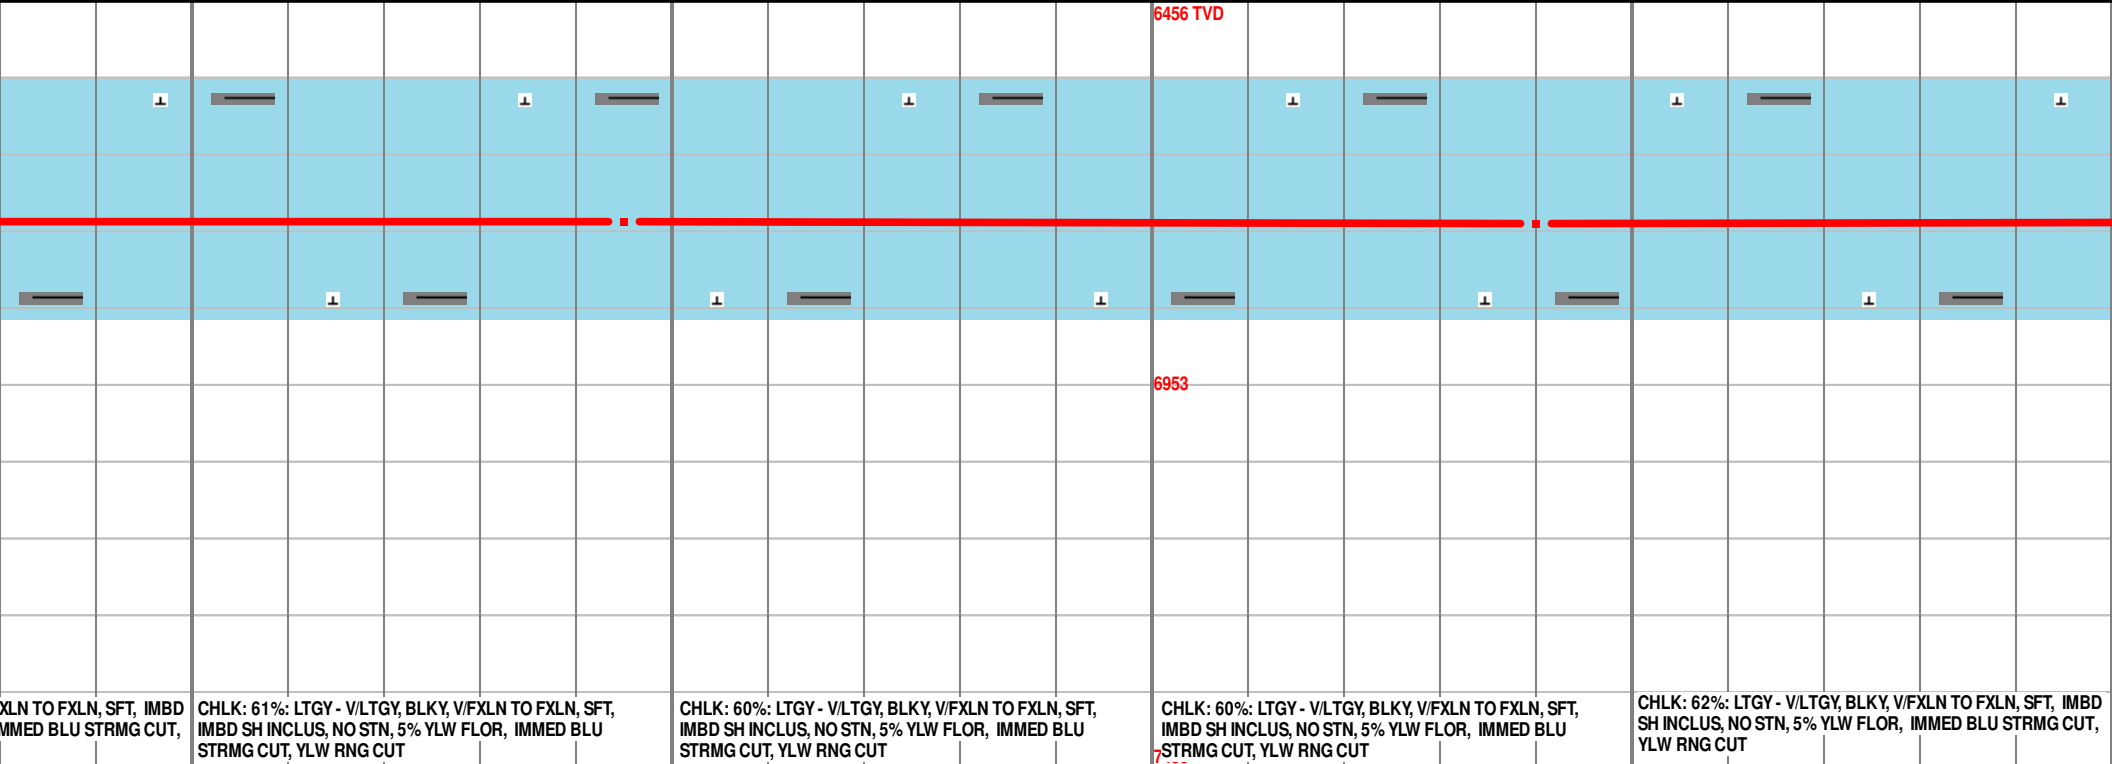 6456 TVD
6953
XLN TO FXLN, SFT, IMBD
MMED BLU STRMG CUT,
CHLK: 61%: LTGY - V/LTGY, BLKY, V/FXLN TO FXLN, SFT,
IMBD SH INCLUS, NO STN, 5% YLW FLOR, IMMED BLU
STRMG CUT, YLW RNG CUT
CHLK: 60%: LTGY - V/LTGY, BLKY, V/FXLN TO FXLN, SFT,
IMBD SH INCLUS, NO STN, 5% YLW FLOR, IMMED BLU
STRMG CUT, YLW RNG CUT
CHLK: 60%: LTGY - V/LTGY, BLKY, V/FXLN TO FXLN, SFT,
IMBD SH INCLUS, NO STN, 5% YLW FLOR, IMMED BLU
STRMG CUT, YLW RNG CUT
CHLK: 62%: LTGY - V/LTGY, BLKY, V/FXLN TO FXLN, SFT, IMBD
SH INCLUS, NO STN, 5% YLW FLOR, IMMED BLU STRMG CUT,
YLW RNG CUT